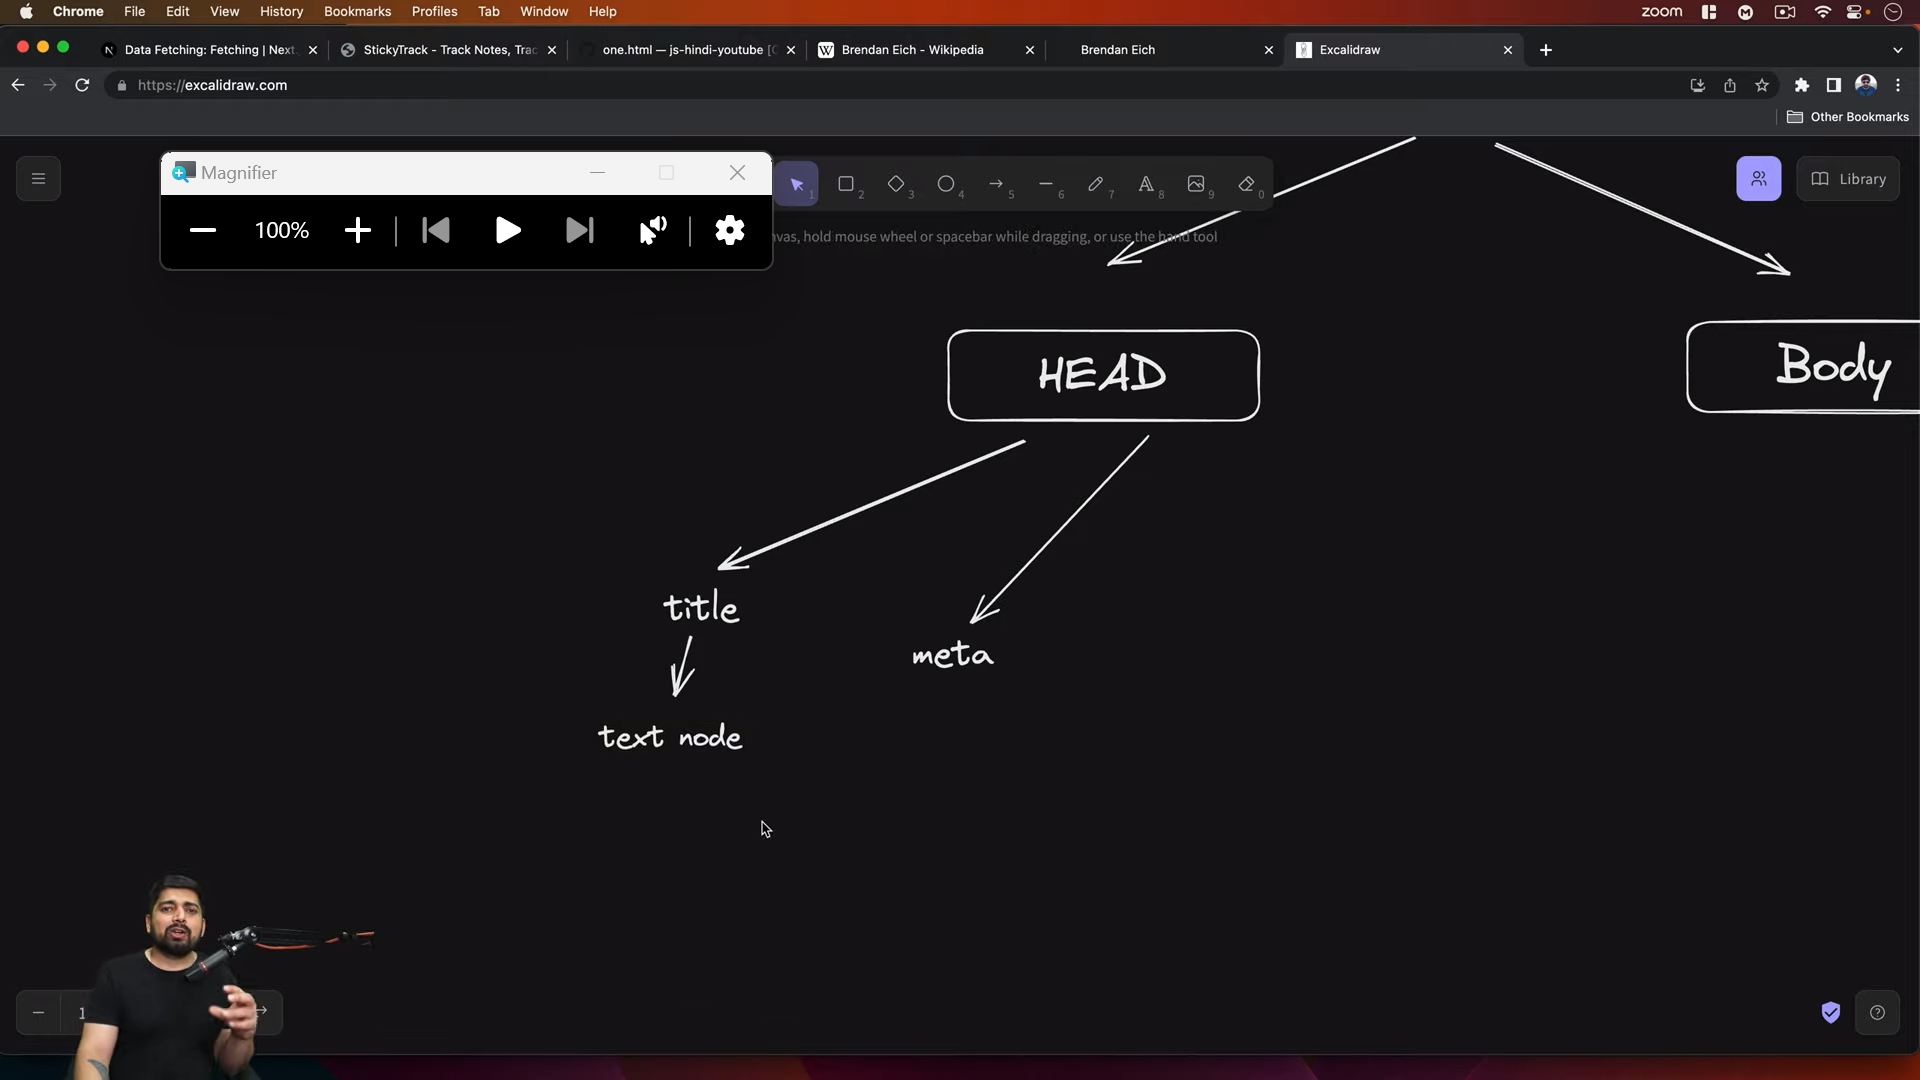 Chrome File Edit View History Bookmarks Profiles Tab Window Help zoom
Data Fetching: Fetching | Next. StickyTrack - Track Notes, Trac one.html — js-hindi-youtube [C Brendan Eich - Wikipedia Brendan Eich Excalidraw
https://excalidraw.com
Other Bookmarks
Magnifier
100%
1 2 3 4 5 6 7 8 9 0
Library
nvas, hold mouse wheel or spacebar while dragging, or use the hand tool
HEAD
Body
title
meta
text node
1